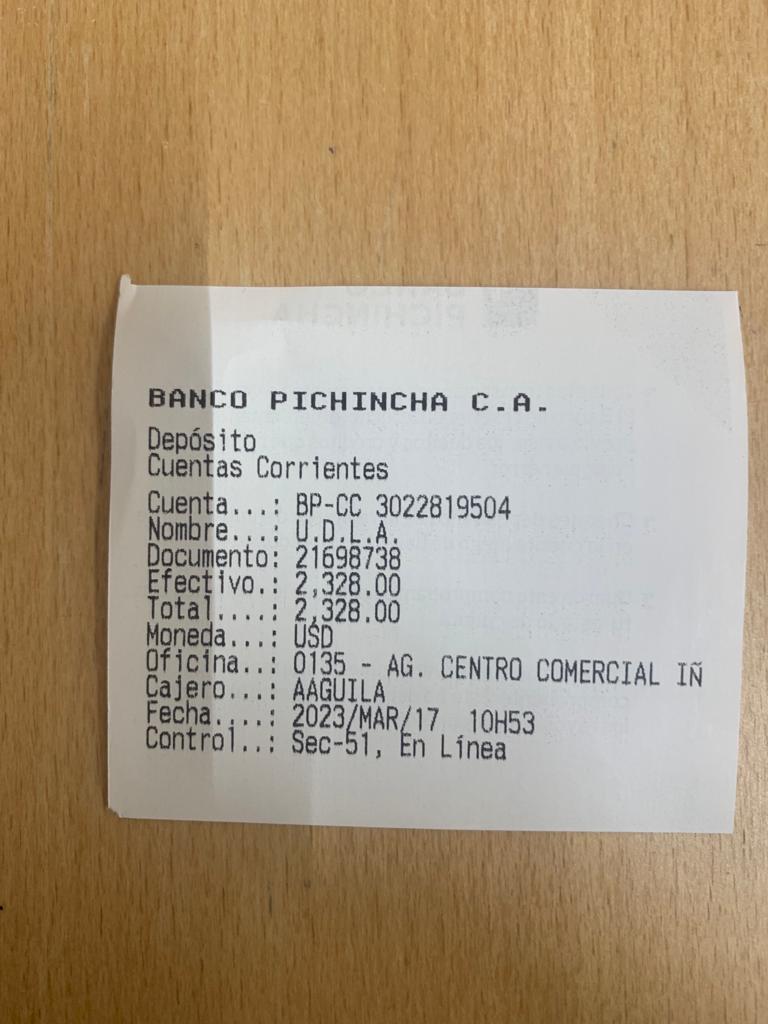 BANCO PICHINCHA C.A.
Depósito
Cuentas Corrientes
Cuenta...: BP-CC 3022819504
Nombre...: U.D.L.A.
Documento: 21698738
Efectivo.: 2,328.00
Total....: 2,328.00
Moneda...: USD
Oficina..: 0135 - AG. CENTRO COMERCIAL IÑ
Cajero...: AAGUILA
Fecha....: 2023/MAR/17 10H53
Control..: Sec-51, En Línea